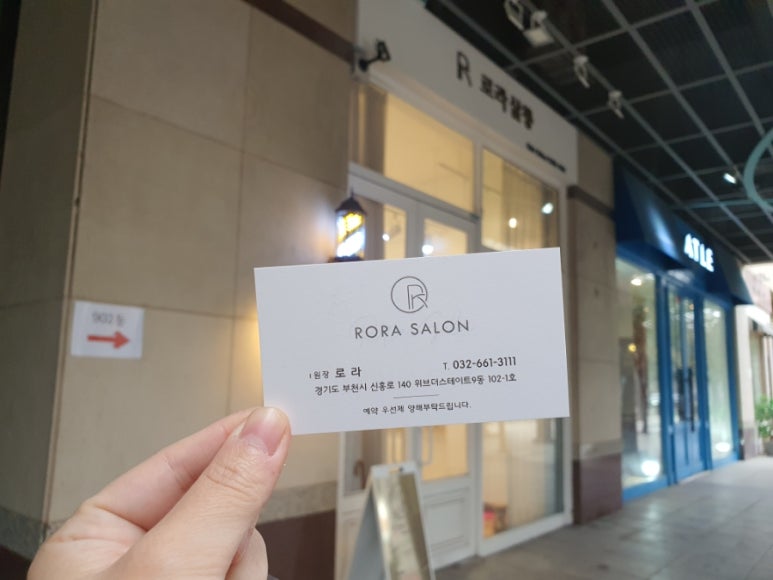 R 로라살롱
ATLE
902동
R
RORA SALON
원장 로 라
T. 032-661-3111
경기도 부천시 신흥로 140 위브더스테이트9동 102-1호
예약 우선제 양해부탁드립니다.